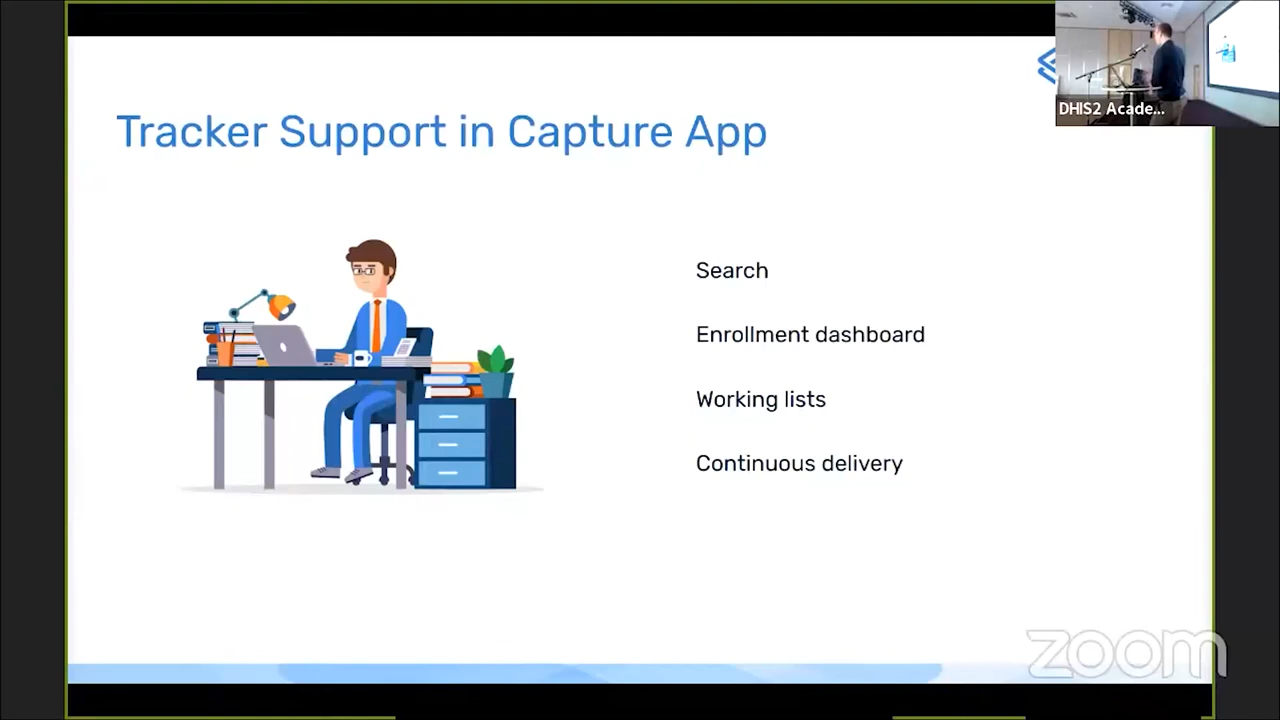 Tracker Support in Capture App
DHIS2 Acade...
Search
Enrollment dashboard
Working lists
Continuous delivery
zoom